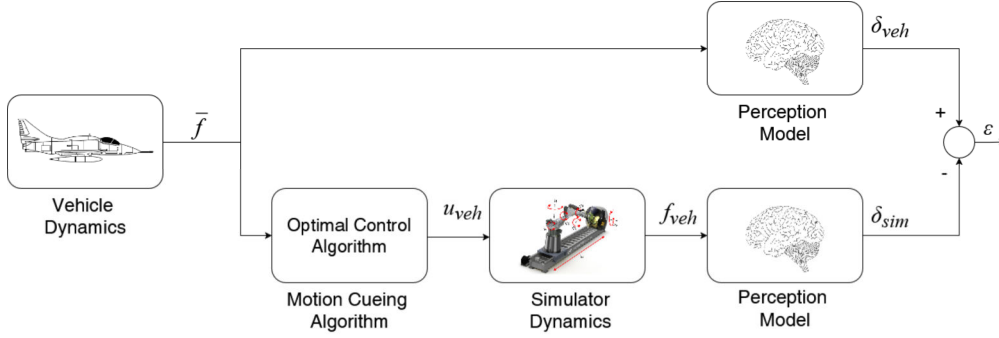 δ_veh
Perception
Model
f̅
+
ε
-
Vehicle
Dynamics
Optimal Control
Algorithm
u_veh
f_veh
δ_sim
Motion Cueing
Algorithm
Simulator
Dynamics
Perception
Model